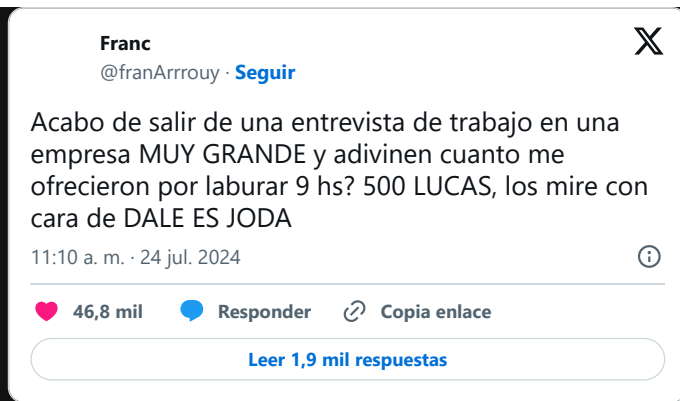 Franc
@franArrrouy · Seguir
Acabo de salir de una entrevista de trabajo en una
empresa MUY GRANDE y adivinen cuanto me
ofrecieron por laburar 9 hs? 500 LUCAS, los mire con
cara de DALE ES JODA
11:10 a. m. · 24 jul. 2024
46,8 mil Responder Copia enlace
Leer 1,9 mil respuestas